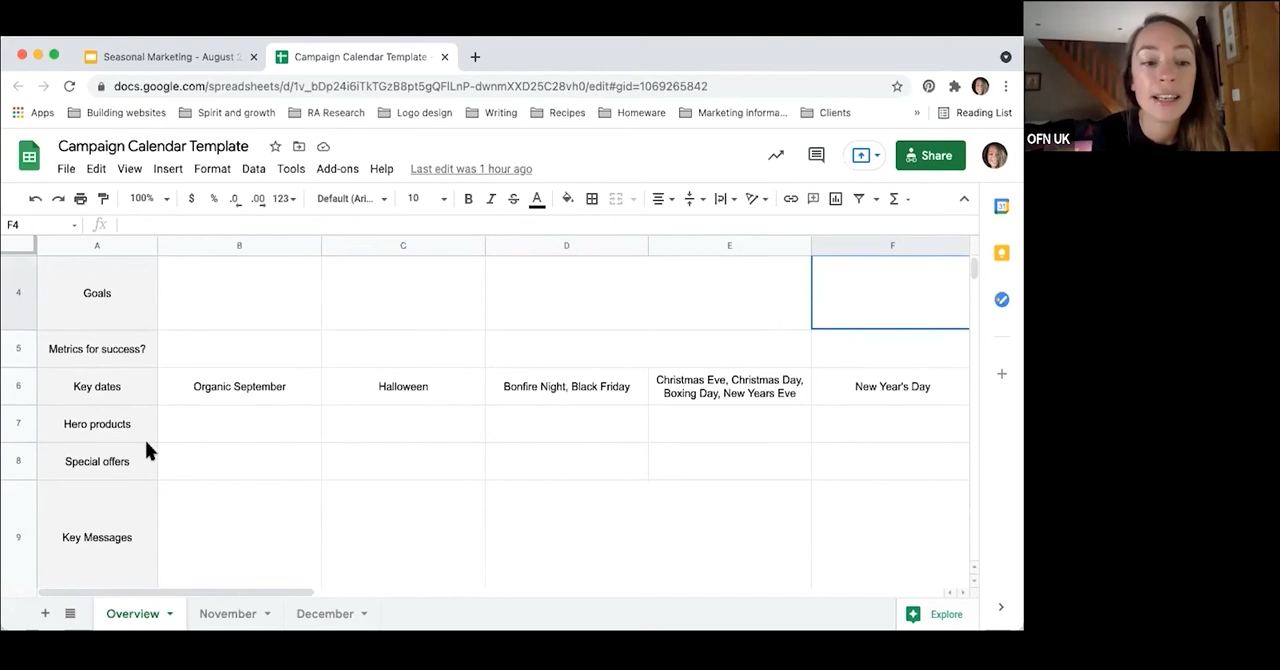 Seasonal Marketing - August 2
Campaign Calendar Template -
docs.google.com/spreadsheets/d/1v_bDp24i6iTkTGzB8pt5gQFlLnP-dwnmXXD25C28vh0/edit#gid=1069265842
Apps Building websites Spirit and growth RA Research Logo design Writing Recipes Homeware Marketing informa... Clients » Reading List
OFN UK
Campaign Calendar Template
Share
File Edit View Insert Format Data Tools Add-ons Help Last edit was 1 hour ago
100% $ % .0 .00 123 Default (Ari... 10 B I S A Σ
F4 fx
A B C D E F
4 Goals
5 Metrics for success?
6 Key dates Organic September Halloween Bonfire Night, Black Friday Christmas Eve, Christmas Day, New Year's Day
Boxing Day, New Years Eve
7 Hero products
8 Special offers
9 Key Messages
Overview November December Explore